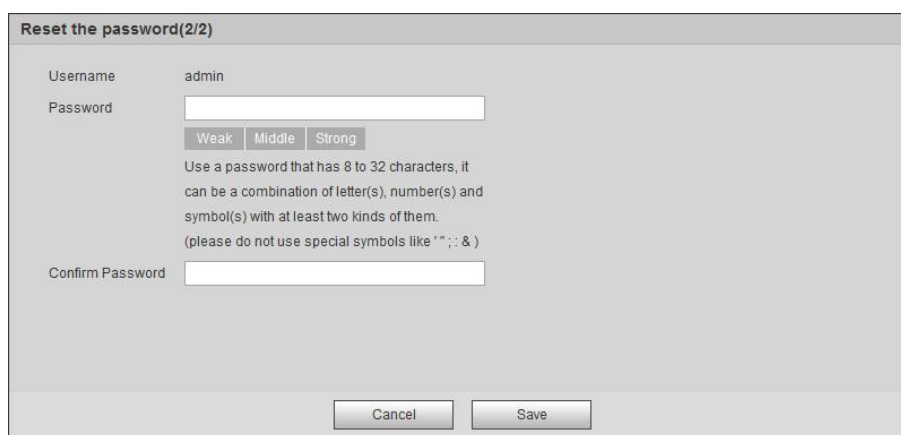 Reset the password(2/2)
Username admin
Password
Weak Middle Strong
Use a password that has 8 to 32 characters, it
can be a combination of letter(s), number(s) and
symbol(s) with at least two kinds of them.
(please do not use special symbols like ' " ; : & )
Confirm Password
Cancel Save